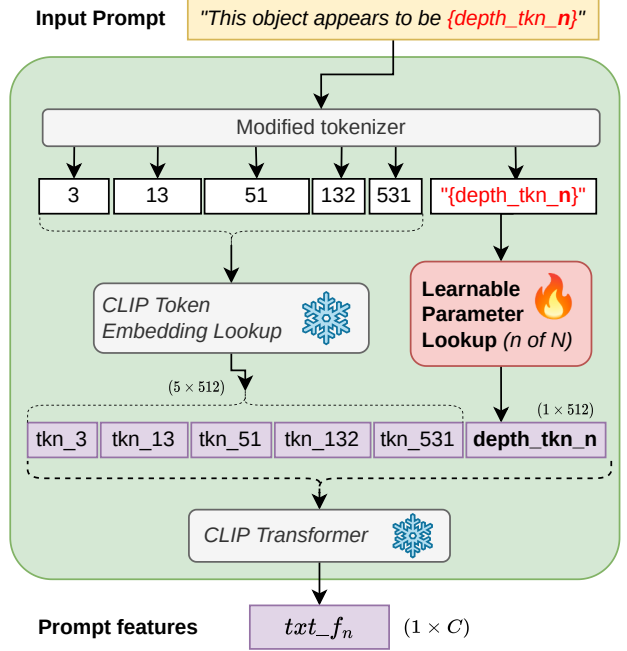 Input Prompt "This object appears to be {depth_tkn_n}"
Modified tokenizer
3 13 51 132 531 "{depth_tkn_n}"
CLIP Token
Embedding Lookup
Learnable
Parameter
Lookup (n of N)
(5 × 512)
(1 × 512)
tkn_3 tkn_13 tkn_51 tkn_132 tkn_531 depth_tkn_n
CLIP Transformer
Prompt features txt_fₙ (1 × C)